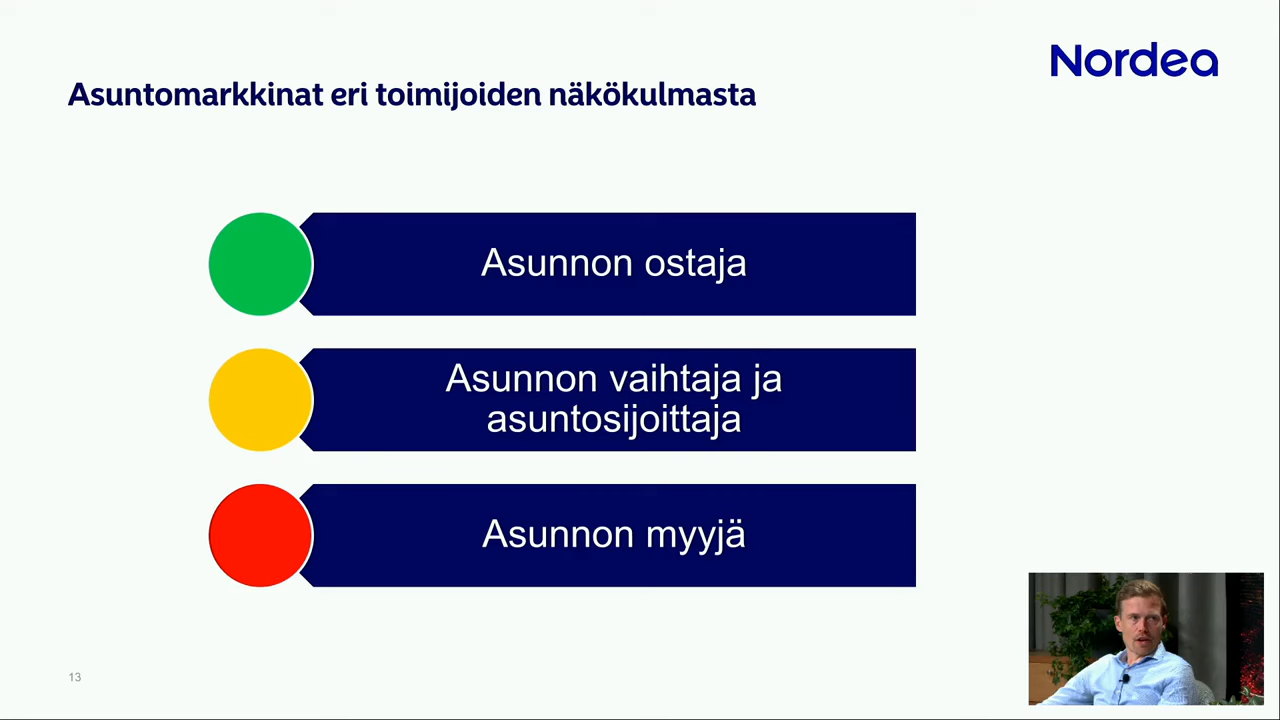 Nordea
Asuntomarkkinat eri toimijoiden näkökulmasta
Asunnon ostaja
Asunnon vaihtaja ja
asuntosijoittaja
Asunnon myyjä
13